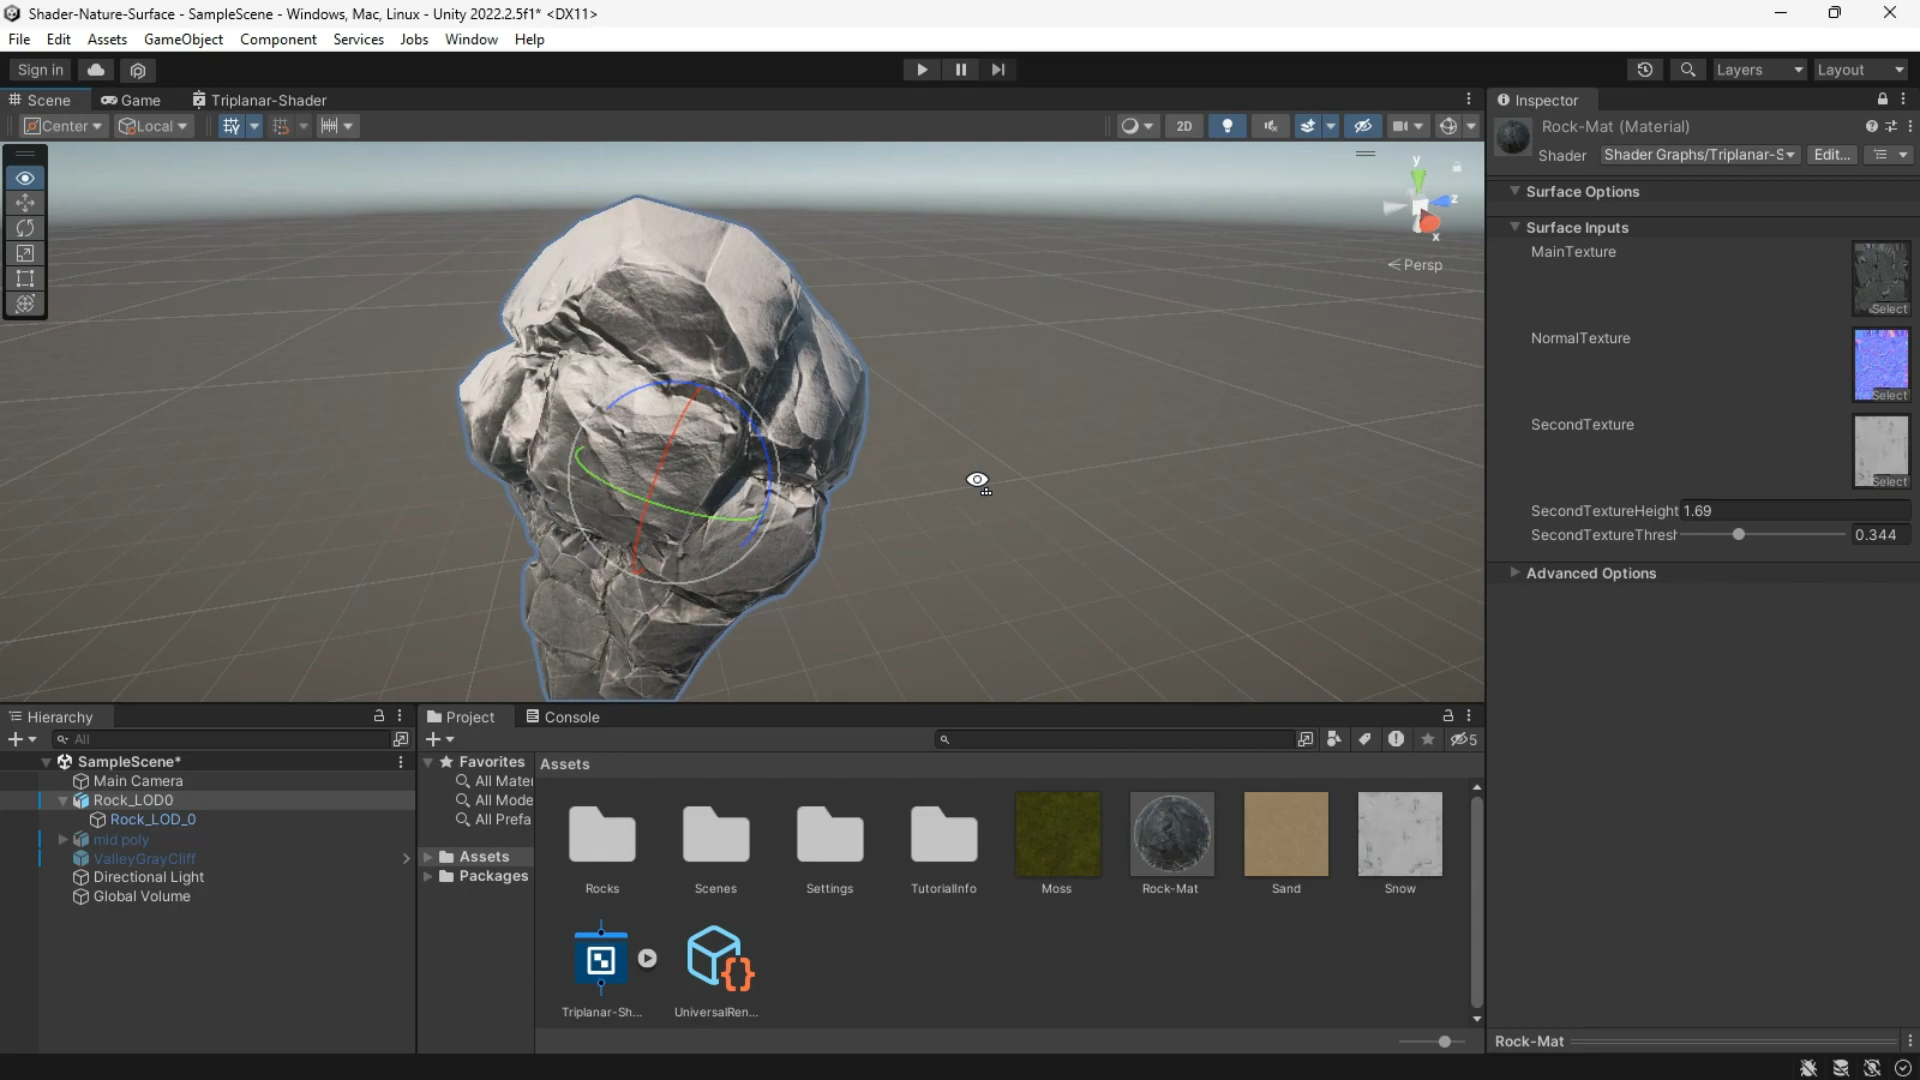 Shader-Nature-Surface - SampleScene - Windows, Mac, Linux - Unity 2022.2.5f1* <DX11>
File Edit Assets GameObject Component Services Jobs Window Help
Sign in
Layers Layout
Scene Game Triplanar-Shader
Center Local 2D
y
z
x
Persp
Inspector
Rock-Mat (Material)
Shader Shader Graphs/Triplanar-S Edit...
Surface Options
Surface Inputs
MainTexture
Select
NormalTexture
Select
SecondTexture
Select
SecondTextureHeight 1.69
SecondTextureThresh 0.344
Advanced Options
Rock-Mat
Hierarchy
All
SampleScene*
Main Camera
Rock_LOD0
Rock_LOD_0
mid poly
ValleyGrayCliff
Directional Light
Global Volume
Project Console
5
Favorites
All Mater
All Mode
All Prefa
Assets
Packages
Assets
Rocks Scenes Settings TutorialInfo Moss Rock-Mat Sand Snow
Triplanar-Sh... UniversalRen...